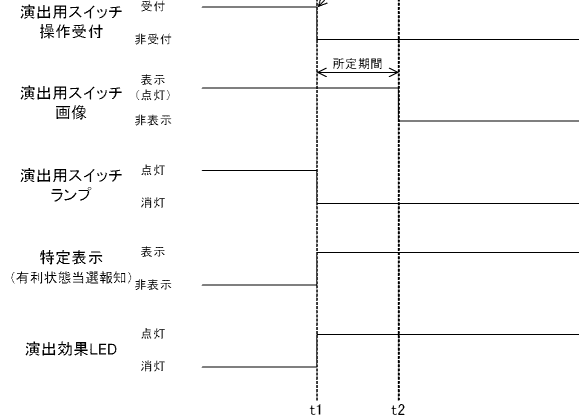 演出用スイッチ
操作受付
受付
非受付
所定期間
演出用スイッチ
画像
表示
(点灯)
非表示
演出用スイッチ
ランプ
点灯
消灯
特定表示
(有利状態当選報知)
表示
非表示
演出効果LED
点灯
消灯
t1
t2